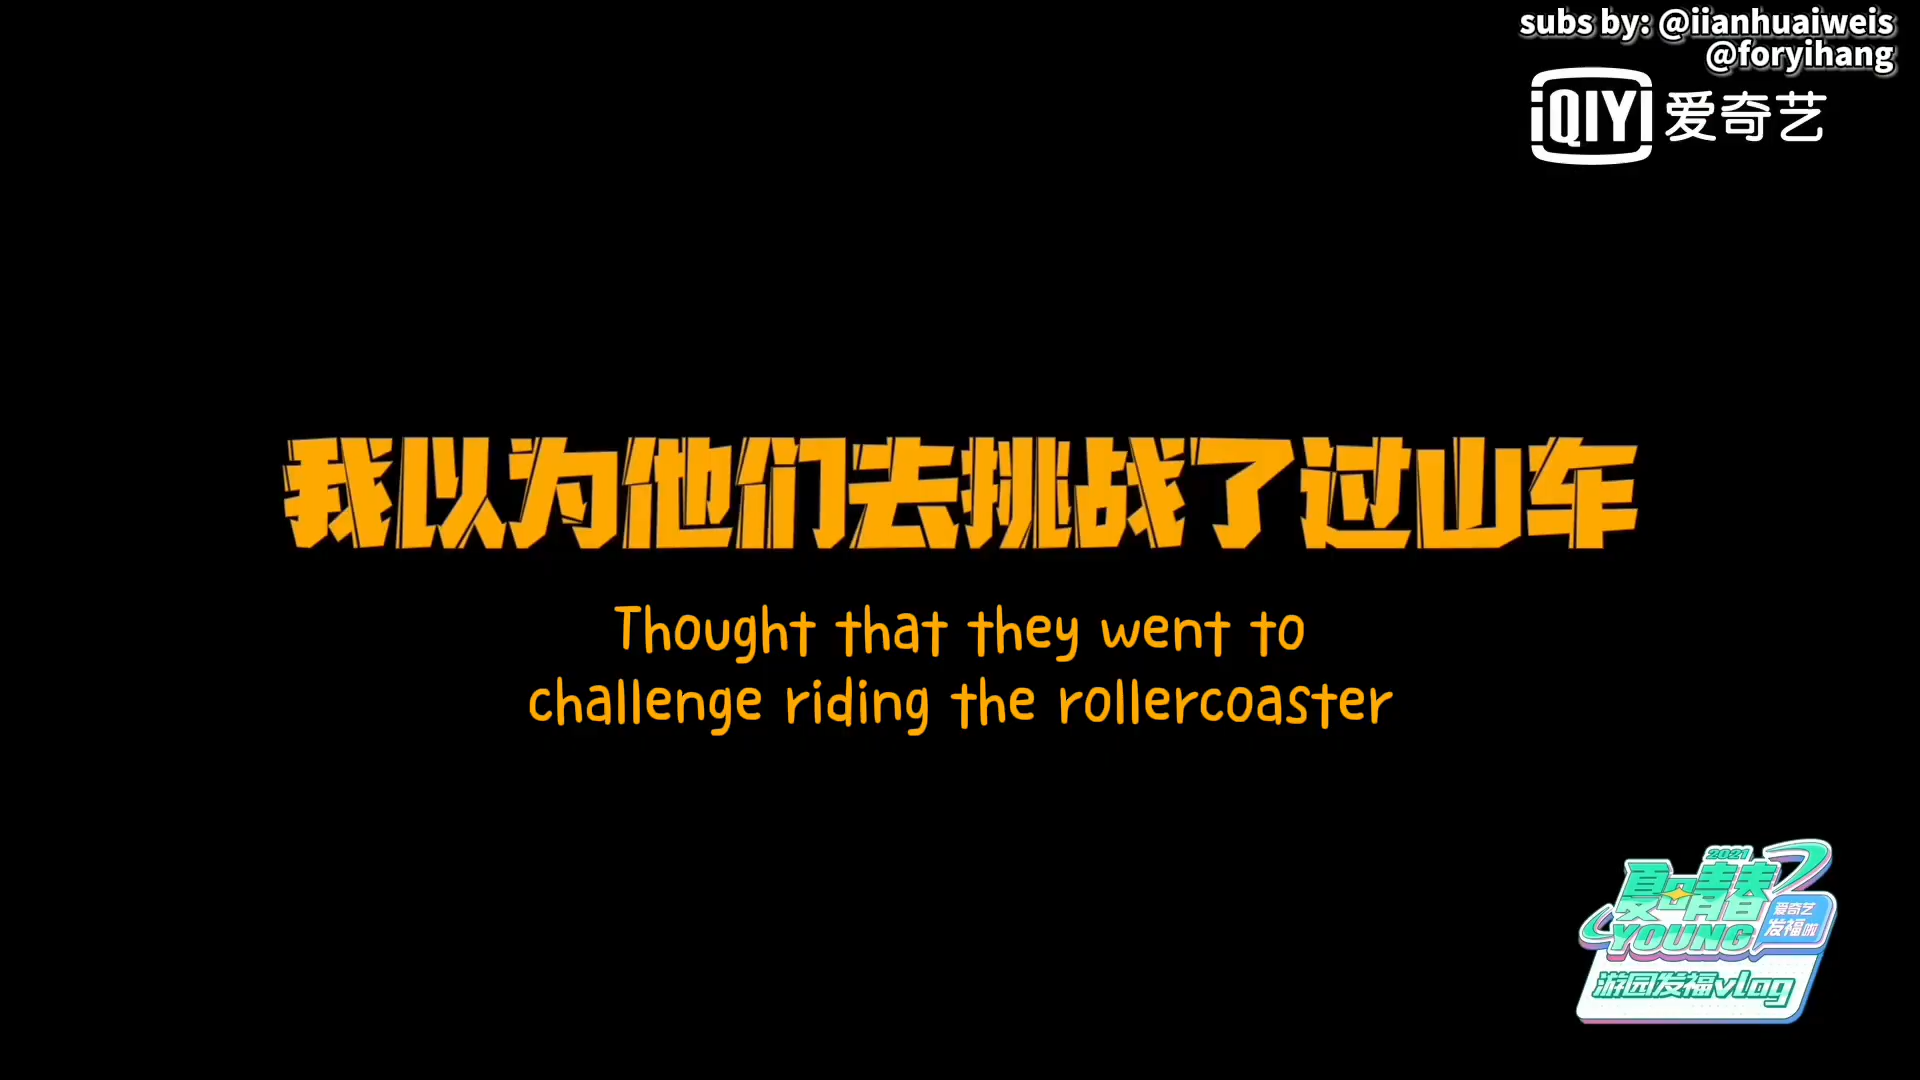 subs by: @iianhuaiweis
@foryihang
iQIYI 爱奇艺
我以为他们去挑战了过山车
Thought that they went to
challenge riding the rollercoaster
2021
夏日青春
YOUNG
爱奇艺
发福啦
游园发福vlog